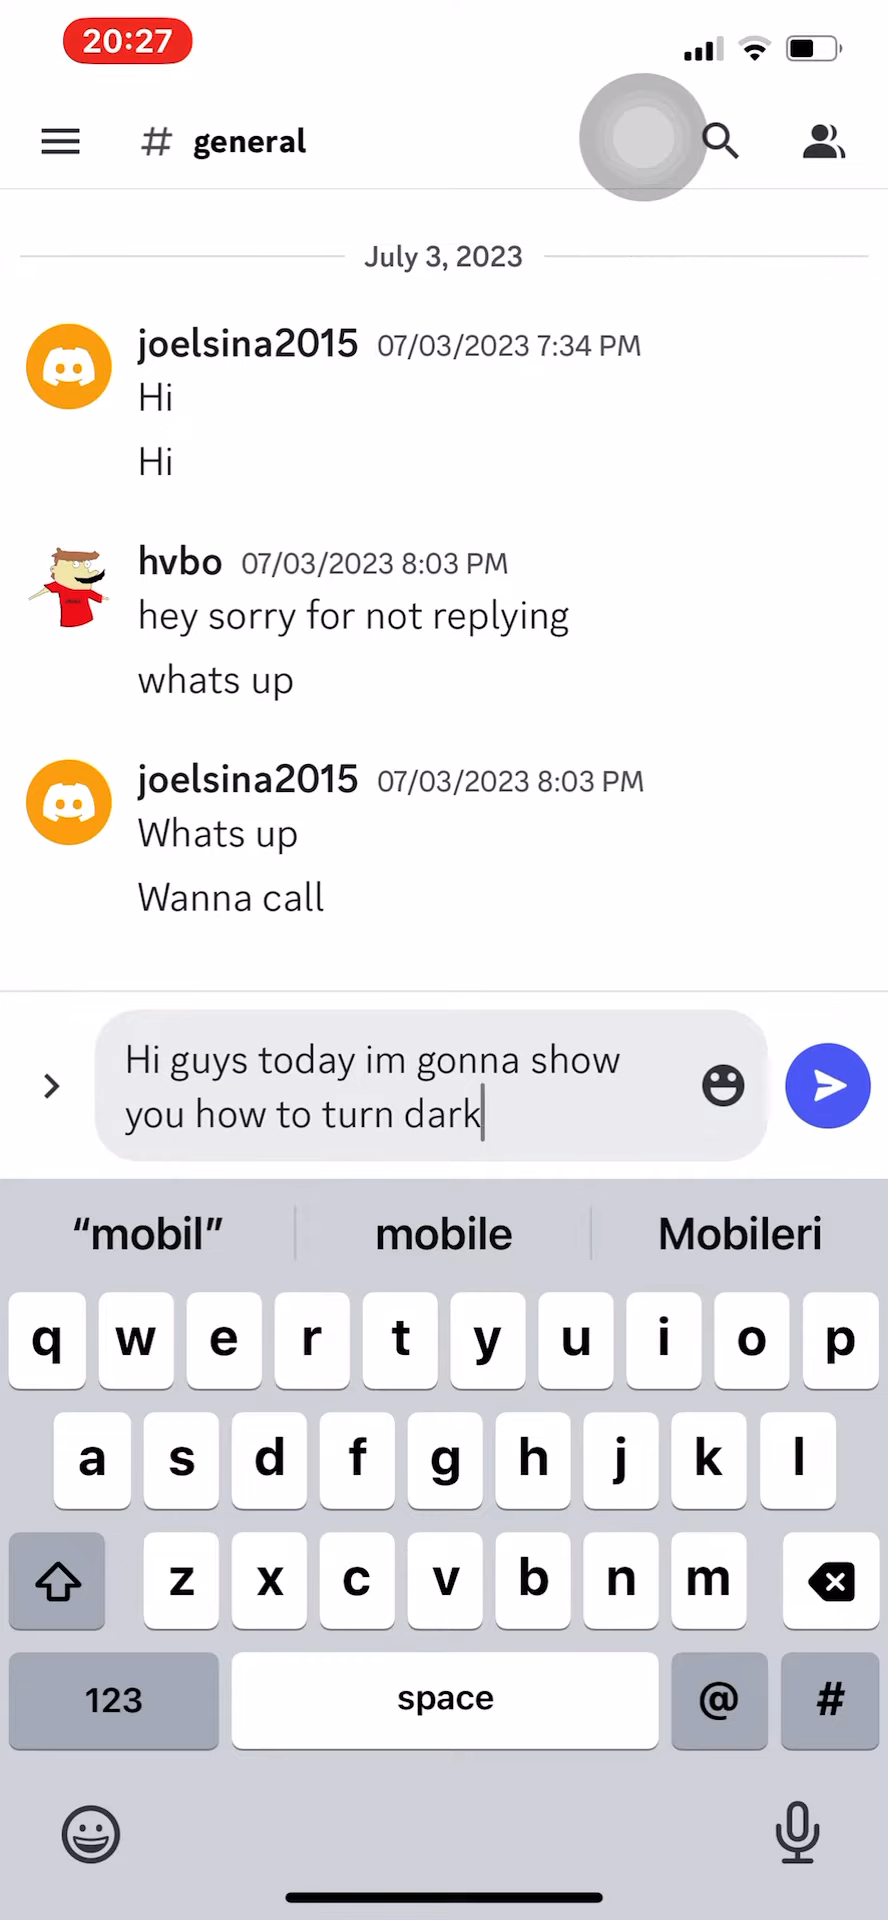 20:27
# general
July 3, 2023
joelsina2015 07/03/2023 7:34 PM
Hi
Hi
hvbo 07/03/2023 8:03 PM
hey sorry for not replying
whats up
joelsina2015 07/03/2023 8:03 PM
Whats up
Wanna call
Hi guys today im gonna show
you how to turn dark
“mobil” mobile Mobileri
q w e r t y u i o p
a s d f g h j k l
z x c v b n m
123 space @ #